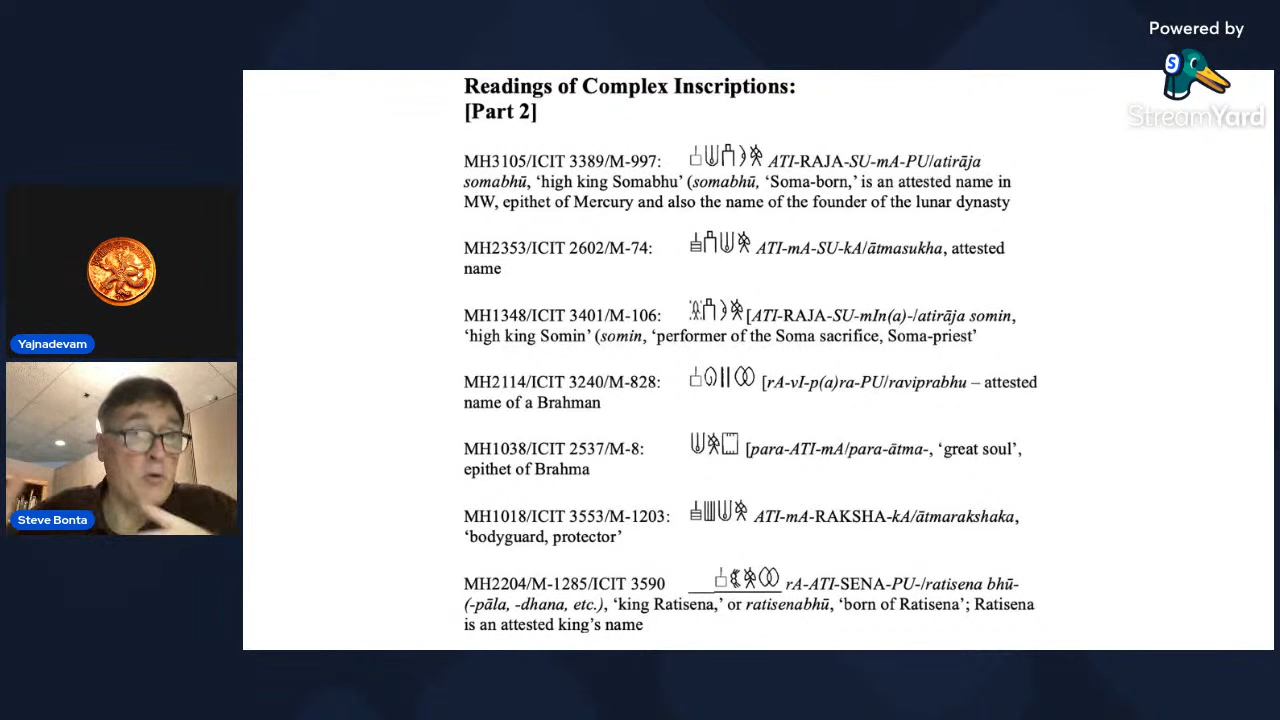 Powered by
StreamYard
Readings of Complex Inscriptions:
[Part 2]
MH3105/ICIT 3389/M-997: ATI-RAJA-SU-mA-PU/atirāja
somabhū, ‘high king Somabhu’ (somabhū, ‘Soma-born,’ is an attested name in
MW, epithet of Mercury and also the name of the founder of the lunar dynasty
MH2353/ICIT 2602/M-74: ATI-mA-SU-kA/ātmasukha, attested
name
MH1348/ICIT 3401/M-106: [ATI-RAJA-SU-mIn(a)-/atirāja somin,
‘high king Somin’ (somin, ‘performer of the Soma sacrifice, Soma-priest’
MH2114/ICIT 3240/M-828: [rA-vI-p(a)ra-PU/raviprabhu – attested
name of a Brahman
MH1038/ICIT 2537/M-8: [para-ATI-mA/para-ātma-, ‘great soul’,
epithet of Brahma
MH1018/ICIT 3553/M-1203: ATI-mA-RAKSHA-kA/ātmarakshaka,
‘bodyguard, protector’
MH2204/M-1285/ICIT 3590 rA-ATI-SENA-PU-/ratisena bhū-
(-pāla, -dhana, etc.), ‘king Ratisena,’ or ratisenabhū, ‘born of Ratisena’; Ratisena
is an attested king’s name
Yajnadevam
Steve Bonta